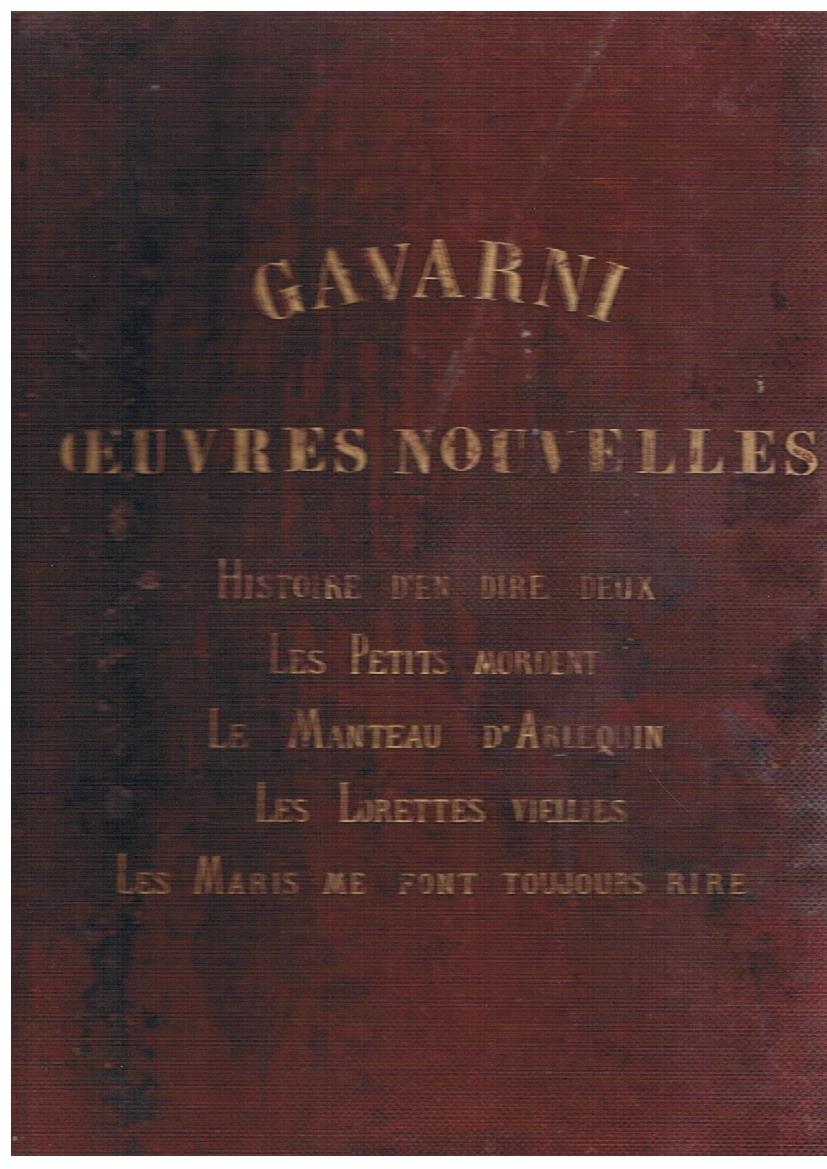 GAVARNI
ŒUVRES NOUVELLES
HISTOIRE D'EN DIRE DEUX
LES PETITS MORDENT
LE MANTEAU D'ARLEQUIN
LES LORETTES VIEILLIES
LES MARIS ME FONT TOUJOURS RIRE